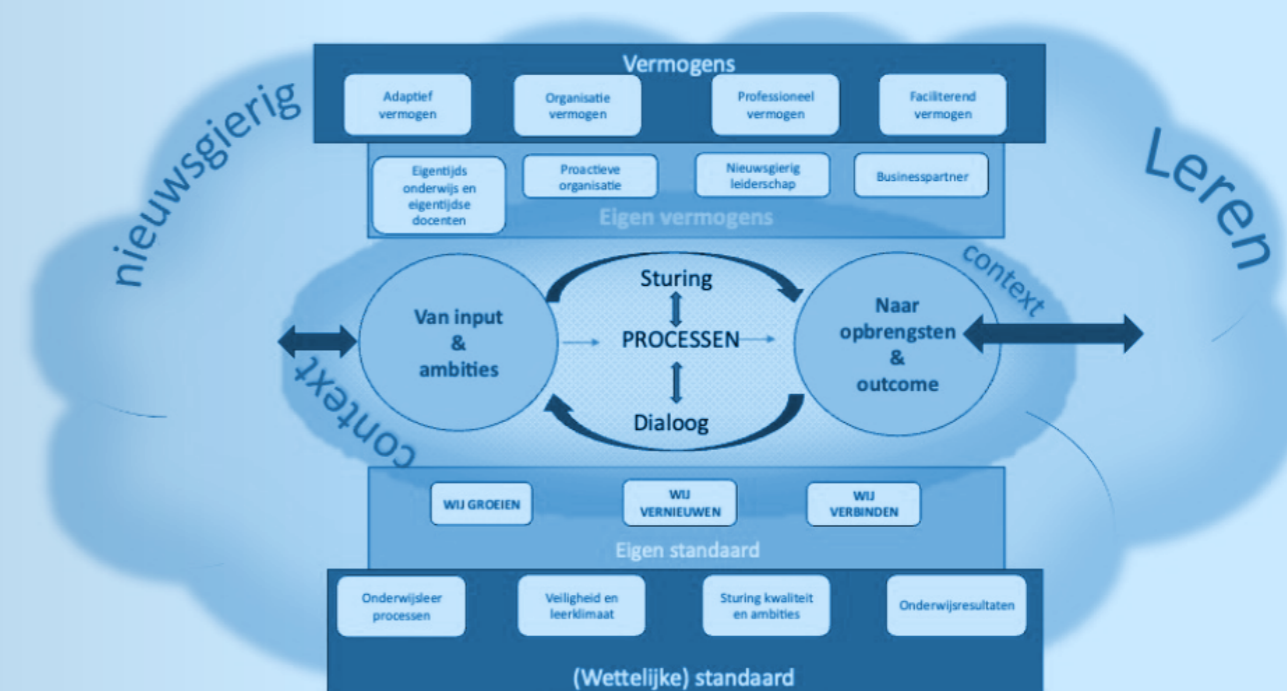 nieuwsgierig
Leren
Vermogens
Adaptief
vermogen
Organisatie
vermogen
Professioneel
vermogen
Faciliterend
vermogen
Eigentijds
onderwijs en
eigentijdse
docenten
Proactieve
organisatie
Nieuwsgierig
leiderschap
Businesspartner
Eigen vermogens
context
Van input
&
ambities
Sturing
PROCESSEN
Dialoog
Naar
opbrengsten
&
outcome
context
WIJ GROEIEN
WIJ
VERNIEUWEN
WIJ
VERBINDEN
Eigen standaard
Onderwijsleer
processen
Veiligheid en
leerklimaat
Sturing kwaliteit
en ambities
Onderwijsresultaten
(Wettelijke) standaard